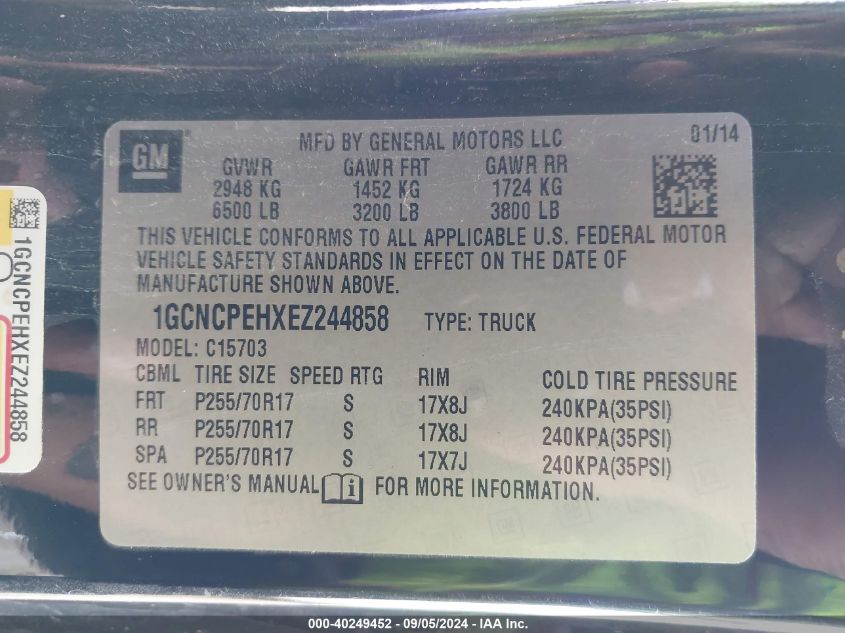 GM
MFD BY GENERAL MOTORS LLC 01/14
GVWR GAWR FRT GAWR RR
2948 KG 1452 KG 1724 KG
6500 LB 3200 LB 3800 LB
THIS VEHICLE CONFORMS TO ALL APPLICABLE U.S. FEDERAL MOTOR
VEHICLE SAFETY STANDARDS IN EFFECT ON THE DATE OF
MANUFACTURE SHOWN ABOVE.
1GCNCPEHXEZ244858 TYPE: TRUCK
MODEL: C15703
CBML TIRE SIZE SPEED RTG RIM COLD TIRE PRESSURE
FRT P255/70R17 S 17X8J 240KPA(35PSI)
RR P255/70R17 S 17X8J 240KPA(35PSI)
SPA P255/70R17 S 17X7J 240KPA(35PSI)
SEE OWNER'S MANUAL i FOR MORE INFORMATION.
1GCNCPEHXEZ244858
000-40249452 - 09/05/2024 - IAA Inc.